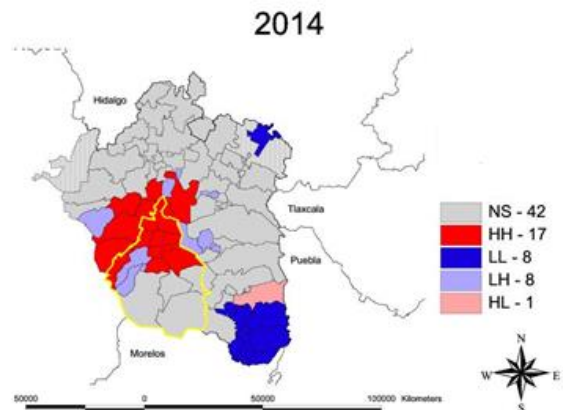 2014
Hidalgo
Tlaxcala
Puebla
Morelos
NS - 42
HH - 17
LL - 8
LH - 8
HL - 1
N
W E
S
50000 0 50000 100000 Kilometers